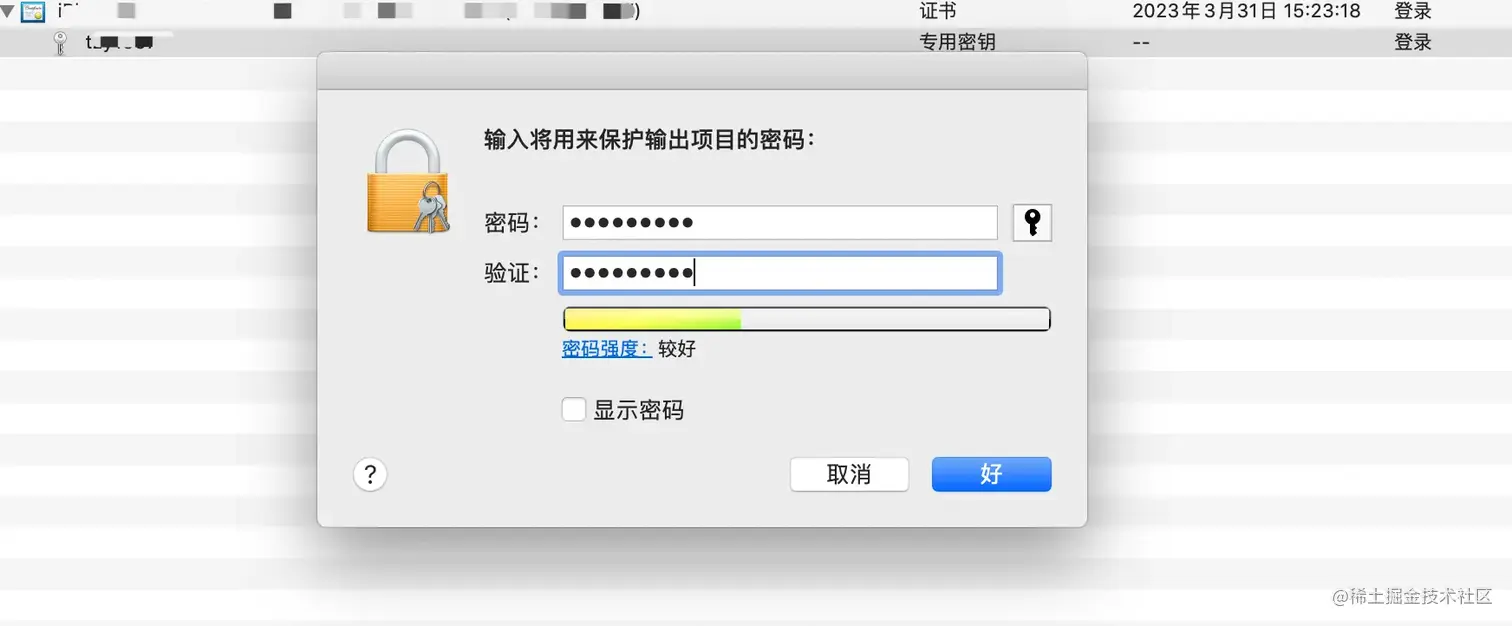 证书 2023年3月31日 15:23:18 登录
专用密钥 -- 登录
输入将用来保护输出项目的密码：
密码： ●●●●●●●●●
验证： ●●●●●●●●●
密码强度： 较好
显示密码
? 取消 好
@稀土掘金技术社区